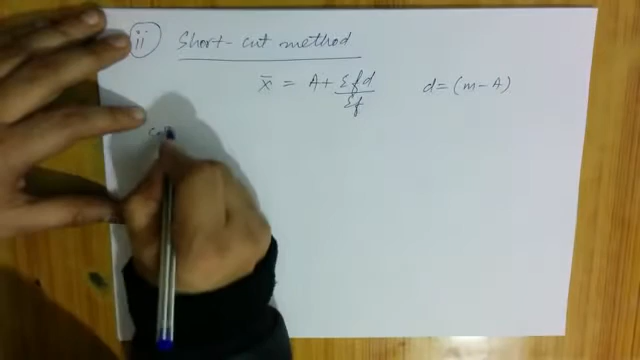 ii Short-cut method
x̄ = A + Σfd / Σf d = (m - A)